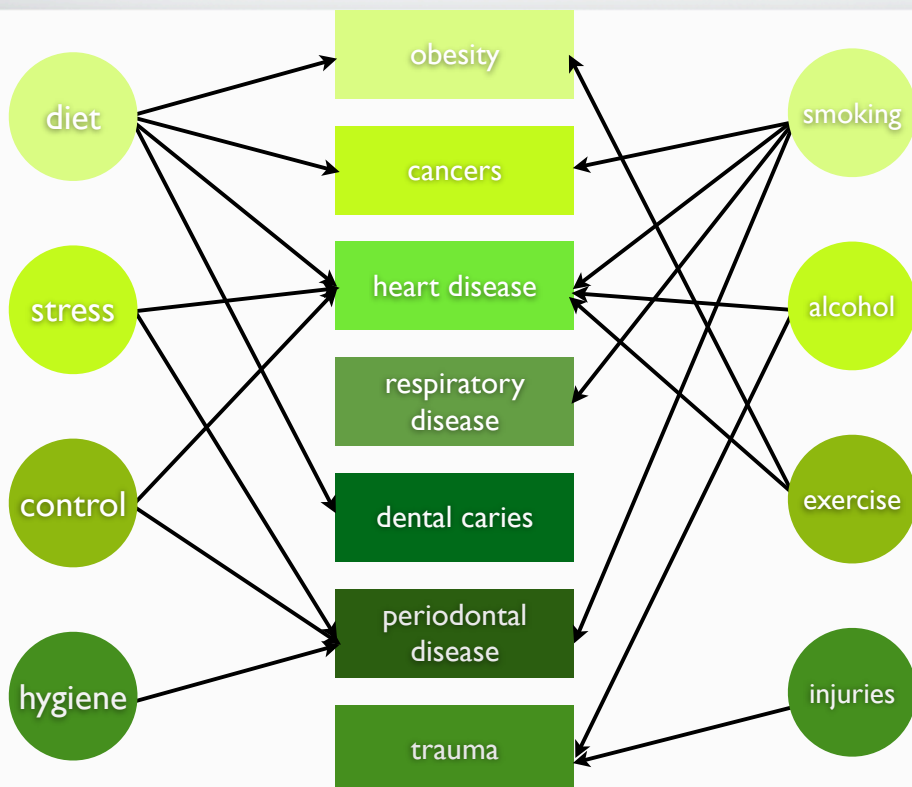 diet
stress
control
hygiene
obesity
cancers
heart disease
respiratory
disease
dental caries
periodontal
disease
trauma
smoking
alcohol
exercise
injuries